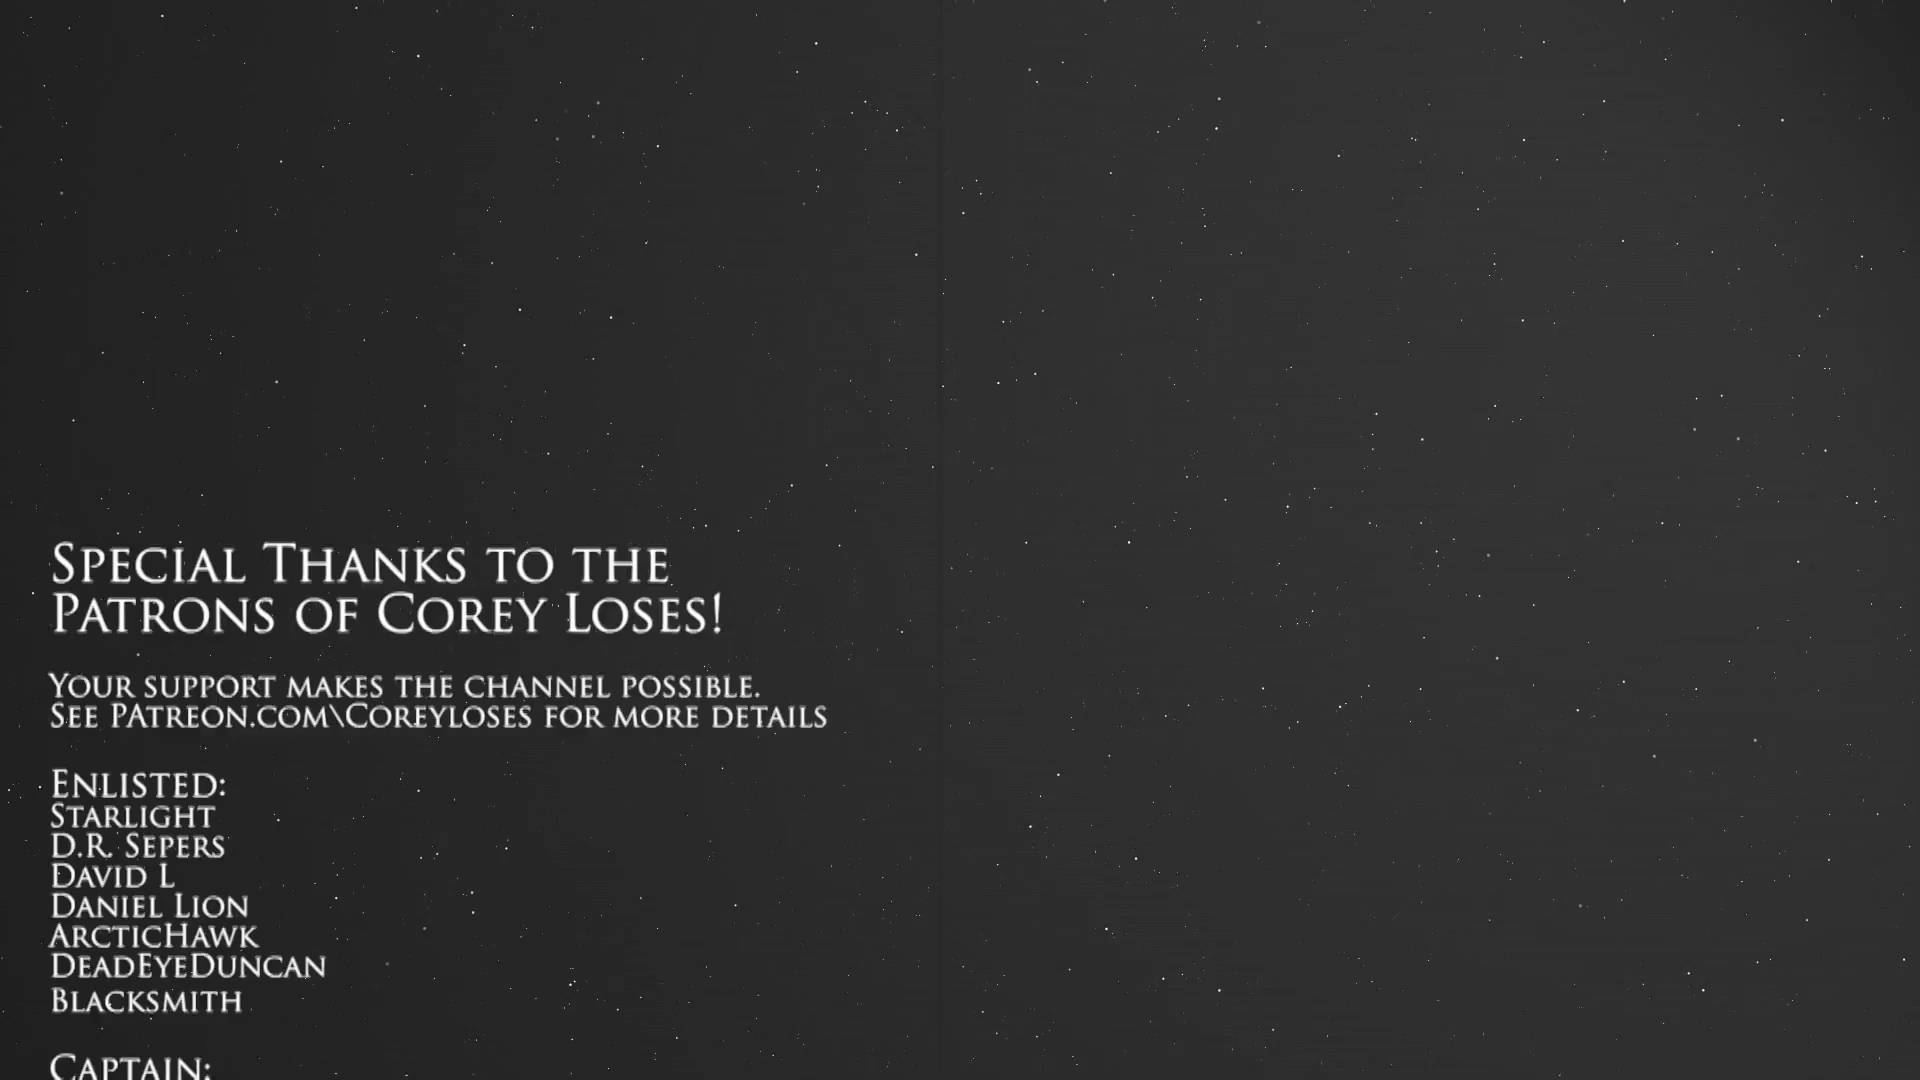 Special Thanks to the
Patrons of Corey Loses!
Your support makes the channel possible.
See Patreon.com\Coreyloses for more details
Enlisted:
Starlight
D.R. Sepers
David L
Daniel Lion
ArcticHawk
DeadEyeDuncan
Blacksmith
Captain: